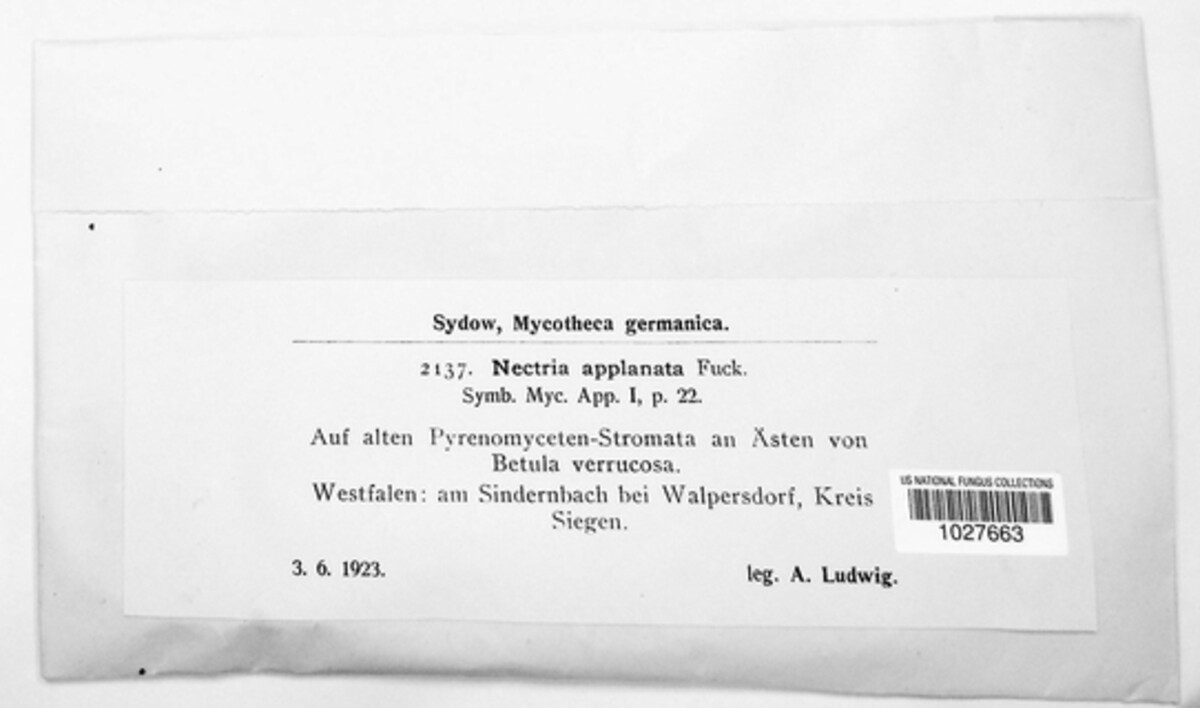 Sydow, Mycotheca germanica.
2137. Nectria applanata Fuck.
Symb. Myc. App. I, p. 22.
Auf alten Pyrenomyceten-Stromata an Ästen von
Betula verrucosa.
Westfalen: am Sindernbach bei Walpersdorf, Kreis
Siegen.
3. 6. 1923. leg. A. Ludwig.
US NATIONAL FUNGUS COLLECTIONS
1027663